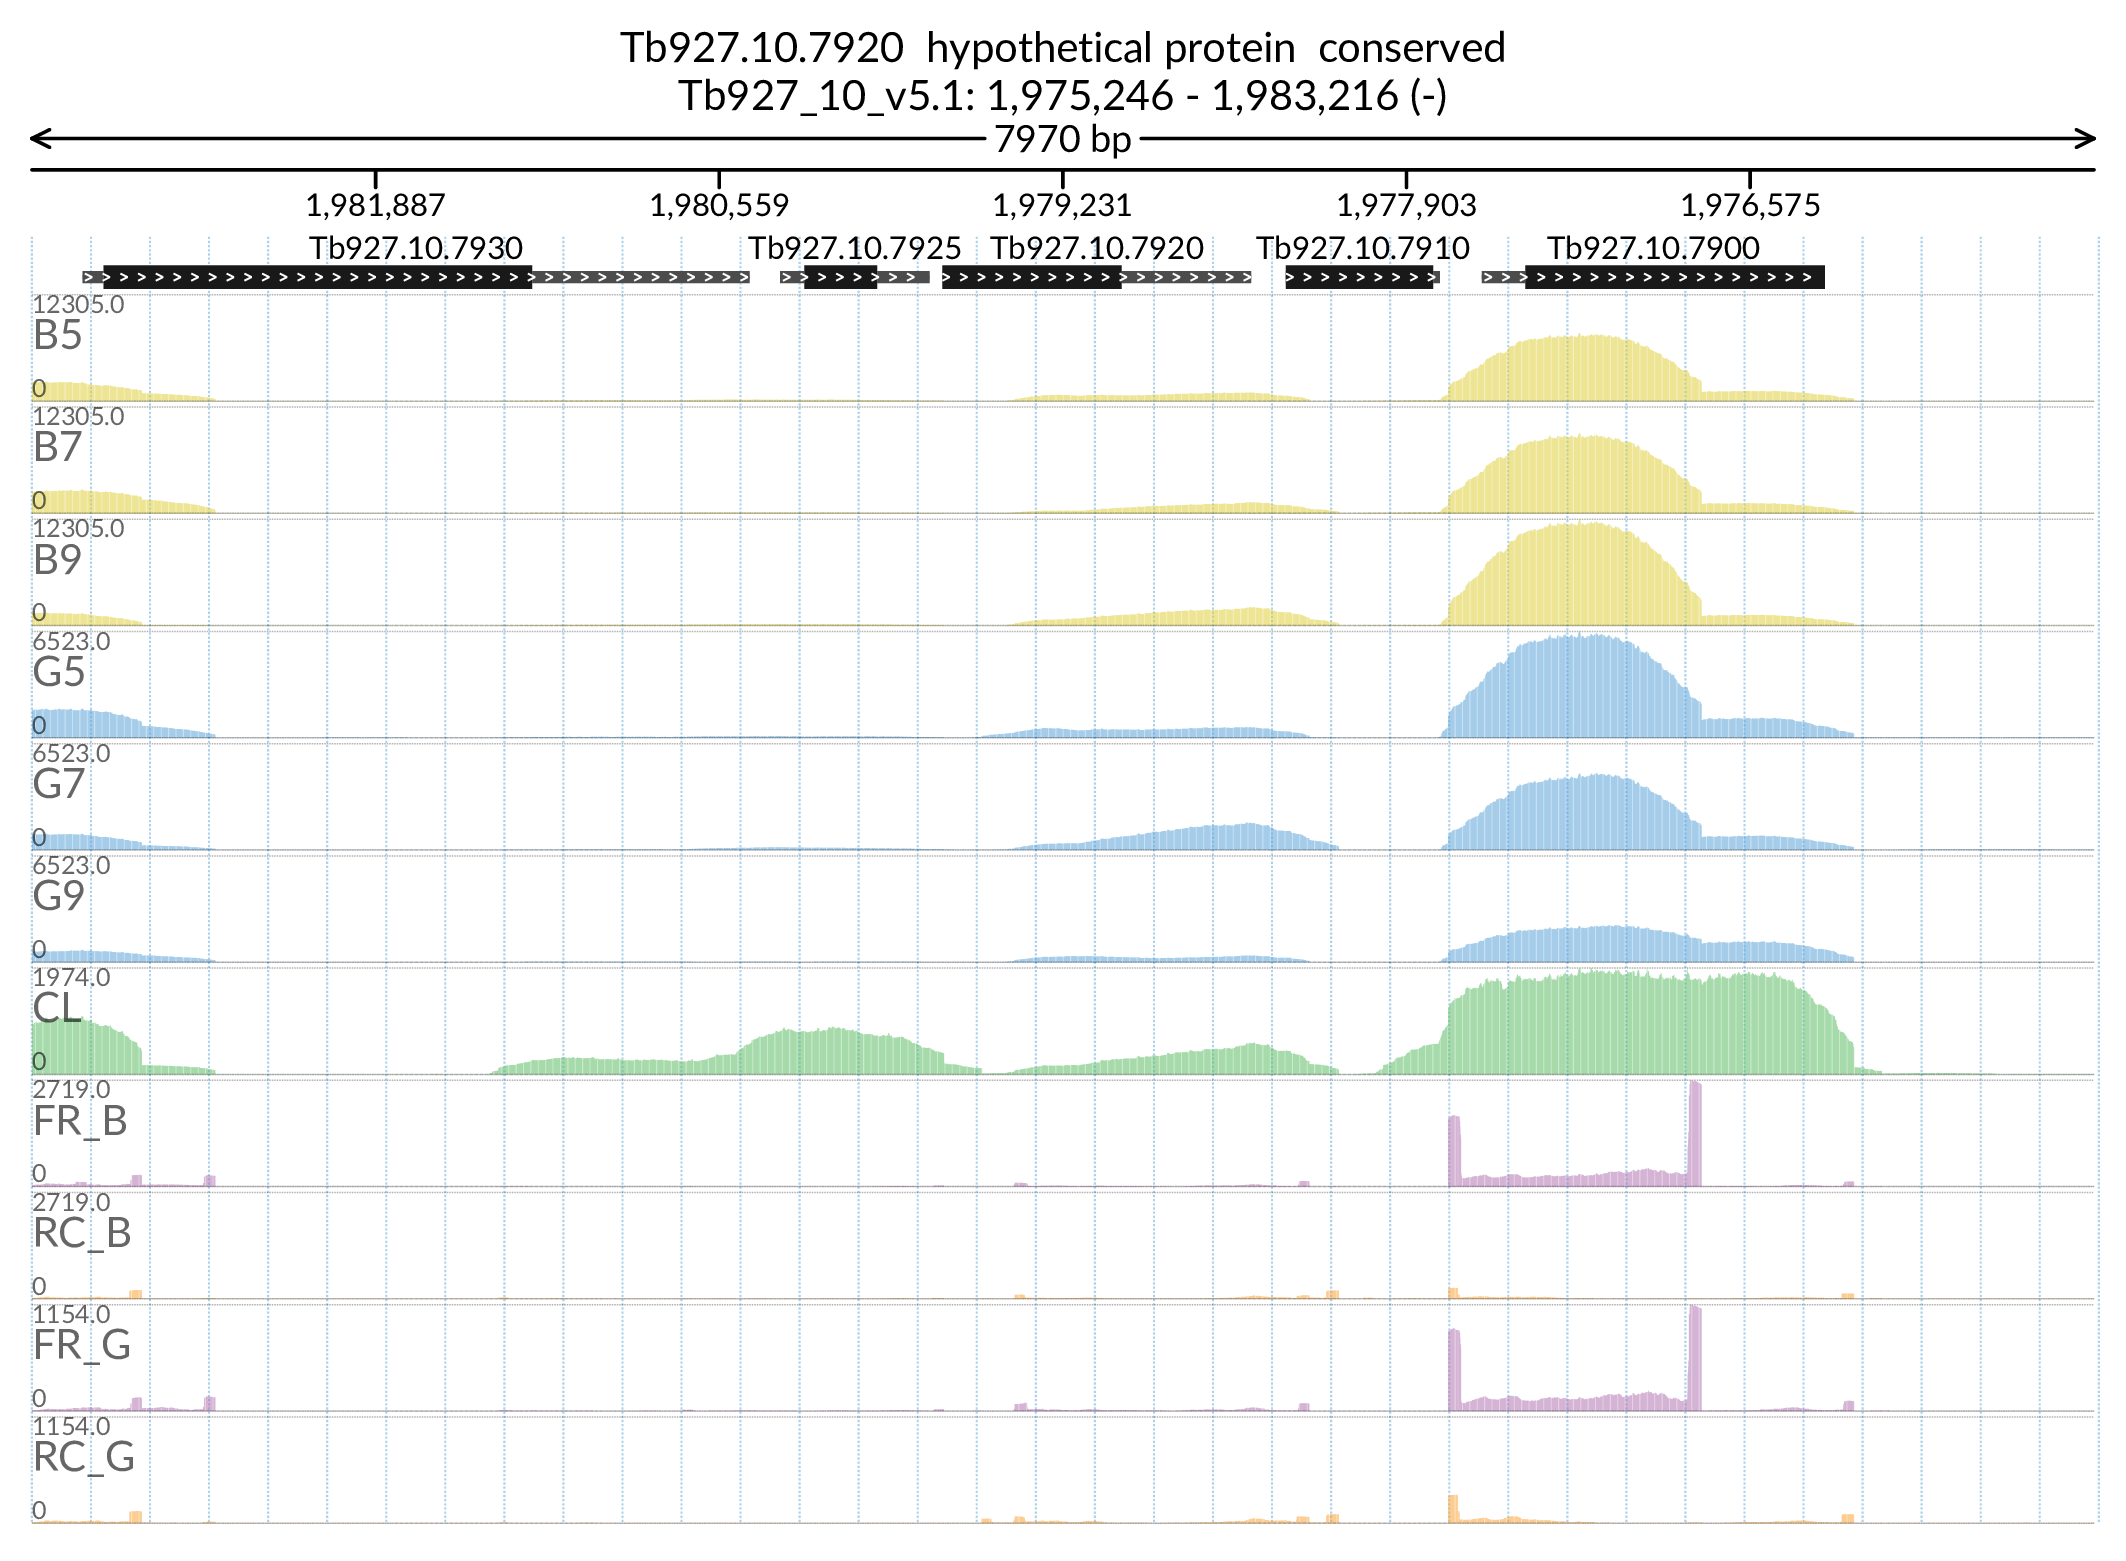 Tb927.10.7920  hypothetical protein  conserved
Tb927_10_v5.1: 1,975,246 - 1,983,216 (-)
7970 bp
1,981,887 1,980,559 1,979,231 1,977,903 1,976,575
Tb927.10.7930 Tb927.10.7925 Tb927.10.7920 Tb927.10.7910 Tb927.10.7900
12305.0
B5
0
12305.0
B7
0
12305.0
B9
0
6523.0
G5
0
6523.0
G7
0
6523.0
G9
0
1974.0
CL
0
2719.0
FR_B
0
2719.0
RC_B
0
1154.0
FR_G
0
1154.0
RC_G
0